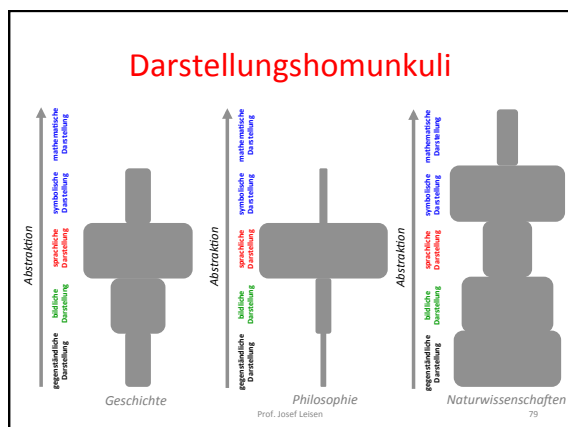 Darstellungshomunkuli
Abstraktion
mathematische
Darstellung
symbolische
Darstellung
sprachliche
Darstellung
bildliche
Darstellung
gegenständliche
Darstellung
Geschichte
Abstraktion
mathematische
Darstellung
symbolische
Darstellung
sprachliche
Darstellung
bildliche
Darstellung
gegenständliche
Darstellung
Philosophie
Abstraktion
mathematische
Darstellung
symbolische
Darstellung
sprachliche
Darstellung
bildliche
Darstellung
gegenständliche
Darstellung
Naturwissenschaften
Prof. Josef Leisen
79